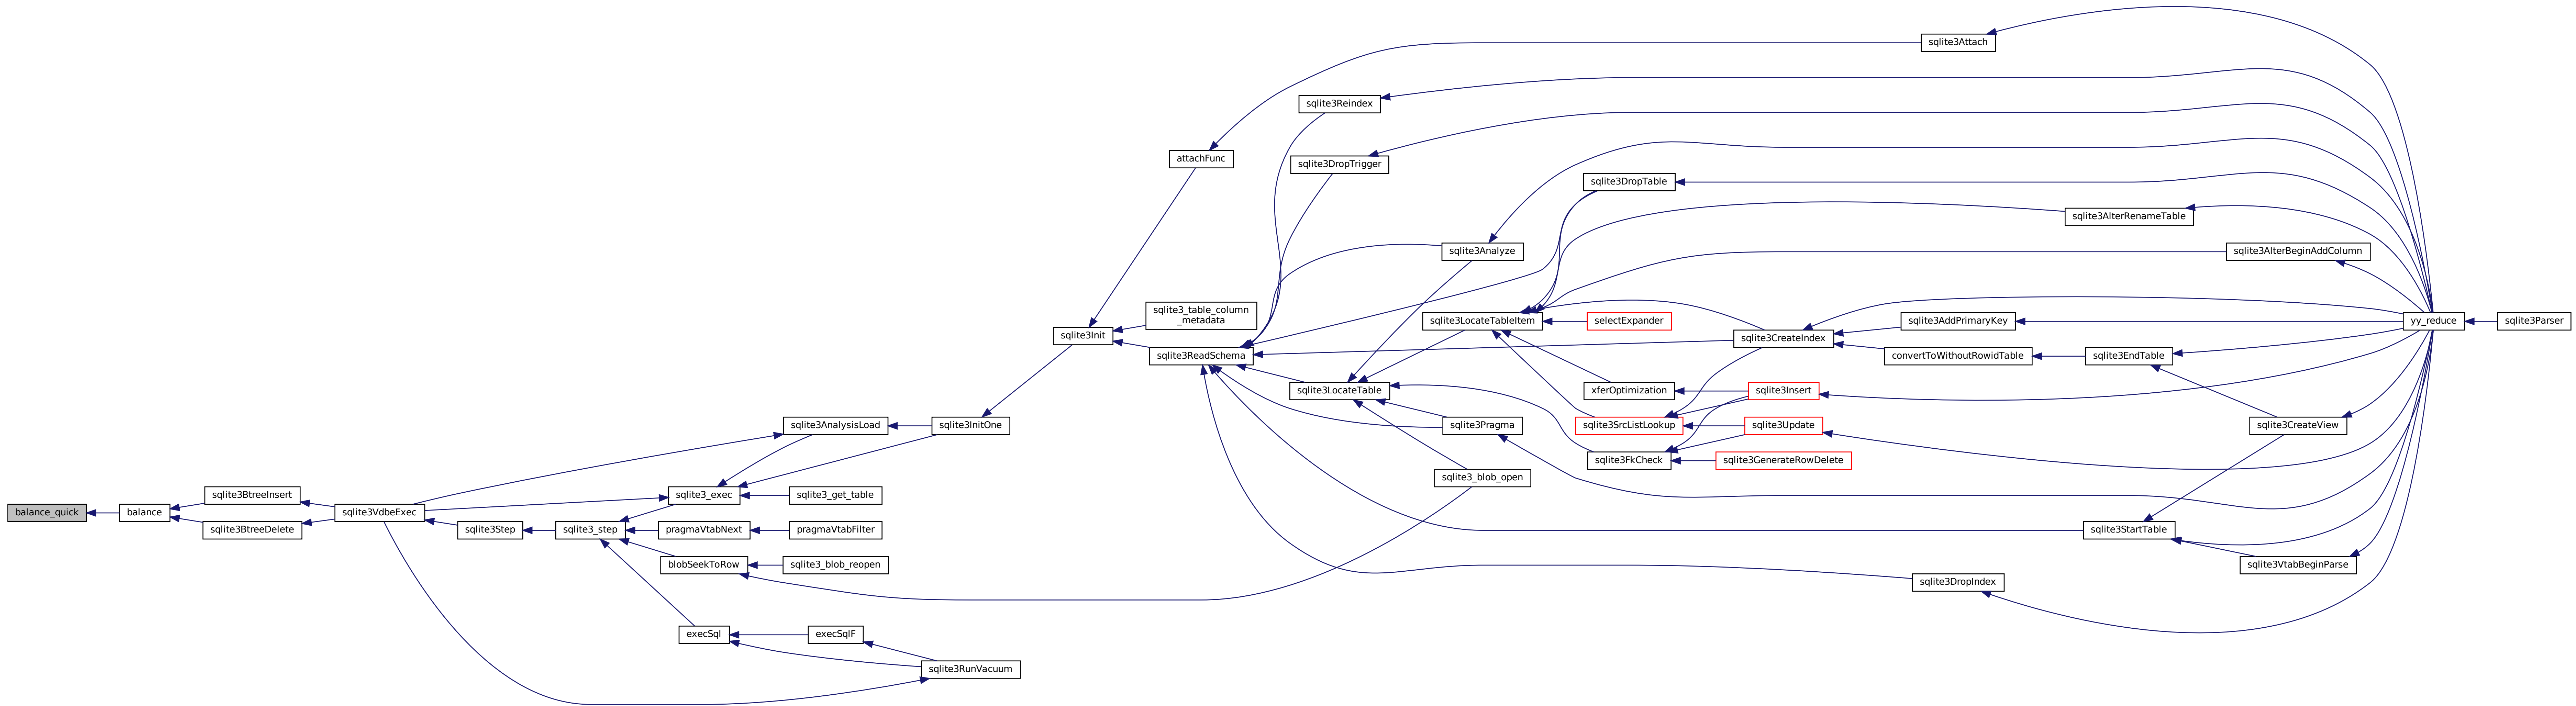 balance_quick
balance
sqlite3BtreeInsert
sqlite3BtreeDelete
sqlite3VdbeExec
sqlite3Step
sqlite3_step
sqlite3AnalysisLoad
sqlite3_exec
sqlite3_get_table
pragmaVtabNext
pragmaVtabFilter
blobSeekToRow
sqlite3_blob_reopen
execSql
execSqlF
sqlite3RunVacuum
sqlite3InitOne
sqlite3Init
attachFunc
sqlite3_table_column
_metadata
sqlite3ReadSchema
sqlite3Reindex
sqlite3DropTrigger
sqlite3LocateTable
sqlite3Analyze
sqlite3LocateTableItem
sqlite3Pragma
sqlite3_blob_open
sqlite3DropTable
selectExpander
xferOptimization
sqlite3SrcListLookup
sqlite3FkCheck
sqlite3CreateIndex
sqlite3Insert
sqlite3Update
sqlite3GenerateRowDelete
sqlite3Attach
sqlite3AddPrimaryKey
convertToWithoutRowidTable
sqlite3DropIndex
sqlite3AlterRenameTable
sqlite3EndTable
sqlite3StartTable
sqlite3AlterBeginAddColumn
sqlite3CreateView
sqlite3VtabBeginParse
yy_reduce
sqlite3Parser